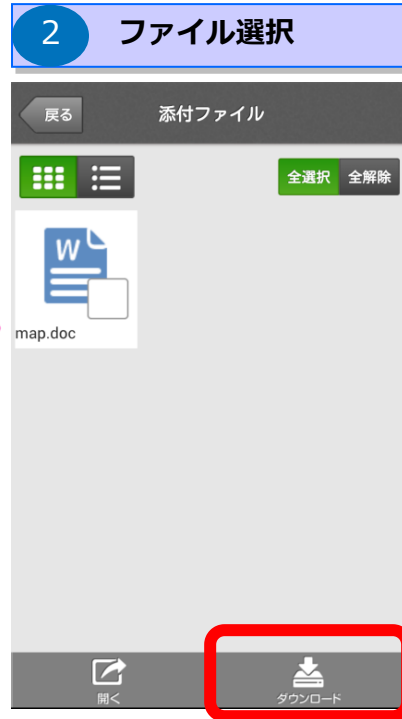 2 ファイル選択
戻る 添付ファイル
全選択 全解除
W
map.doc
開く ダウンロード